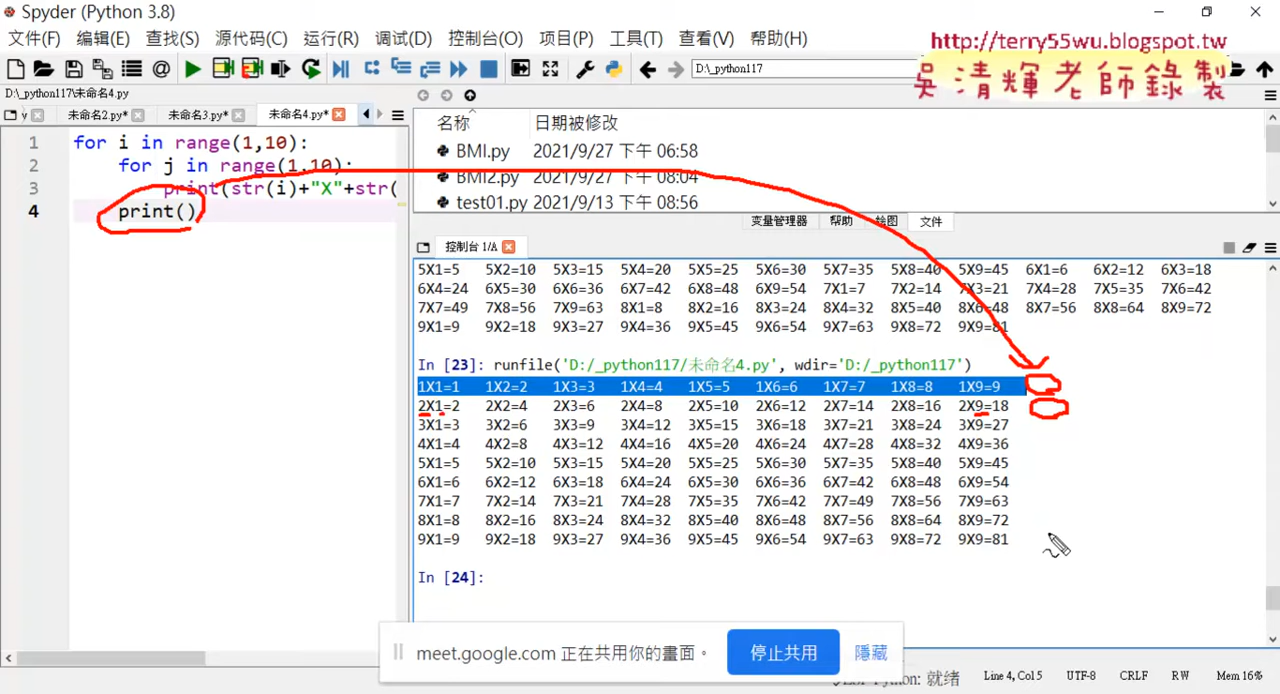 Spyder (Python 3.8)
文件(F) 编辑(E) 查找(S) 源代码(C) 运行(R) 调试(D) 控制台(O) 项目(P) 工具(T) 查看(V) 帮助(H)
http://terry55wu.blogspot.tw
吳清輝老師錄製
D:\_python117
D:\_python117\未命名4.py
y 未命名2.py* 未命名3.py* 未命名4.py*
1 for i in range(1,10):
2 for j in range(1,10):
3 print(str(i)+"X"+str(
4 print()
名称 日期被修改
BMI.py 2021/9/27 下午 06:58
BMI2.py 2021/9/27 下午 08:04
test01.py 2021/9/13 下午 08:56
变量管理器 帮助 绘图 文件
控制台 1/A
5X1=5 5X2=10 5X3=15 5X4=20 5X5=25 5X6=30 5X7=35 5X8=40 5X9=45 6X1=6 6X2=12 6X3=18
6X4=24 6X5=30 6X6=36 6X7=42 6X8=48 6X9=54 7X1=7 7X2=14 7X3=21 7X4=28 7X5=35 7X6=42
7X7=49 7X8=56 7X9=63 8X1=8 8X2=16 8X3=24 8X4=32 8X5=40 8X6=48 8X7=56 8X8=64 8X9=72
9X1=9 9X2=18 9X3=27 9X4=36 9X5=45 9X6=54 9X7=63 9X8=72 9X9=81
In [23]: runfile('D:/_python117/未命名4.py', wdir='D:/_python117')
1X1=1 1X2=2 1X3=3 1X4=4 1X5=5 1X6=6 1X7=7 1X8=8 1X9=9
2X1=2 2X2=4 2X3=6 2X4=8 2X5=10 2X6=12 2X7=14 2X8=16 2X9=18
3X1=3 3X2=6 3X3=9 3X4=12 3X5=15 3X6=18 3X7=21 3X8=24 3X9=27
4X1=4 4X2=8 4X3=12 4X4=16 4X5=20 4X6=24 4X7=28 4X8=32 4X9=36
5X1=5 5X2=10 5X3=15 5X4=20 5X5=25 5X6=30 5X7=35 5X8=40 5X9=45
6X1=6 6X2=12 6X3=18 6X4=24 6X5=30 6X6=36 6X7=42 6X8=48 6X9=54
7X1=7 7X2=14 7X3=21 7X4=28 7X5=35 7X6=42 7X7=49 7X8=56 7X9=63
8X1=8 8X2=16 8X3=24 8X4=32 8X5=40 8X6=48 8X7=56 8X8=64 8X9=72
9X1=9 9X2=18 9X3=27 9X4=36 9X5=45 9X6=54 9X7=63 9X8=72 9X9=81
In [24]:
meet.google.com 正在共用你的畫面。 停止共用 隱藏
Python: 就绪 Line 4, Col 5 UTF-8 CRLF RW Mem 16%